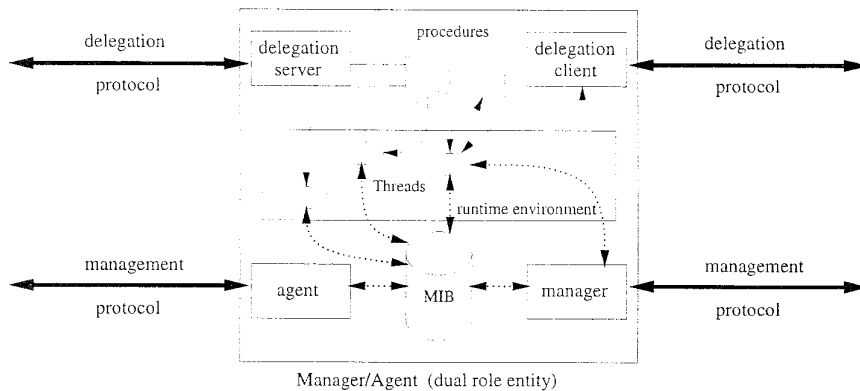 procedures
delegation
protocol
delegation
server
delegation
client
delegation
protocol
Threads
runtime environment
management
protocol
agent
MIB
manager
management
protocol
Manager/Agent (dual role entity)